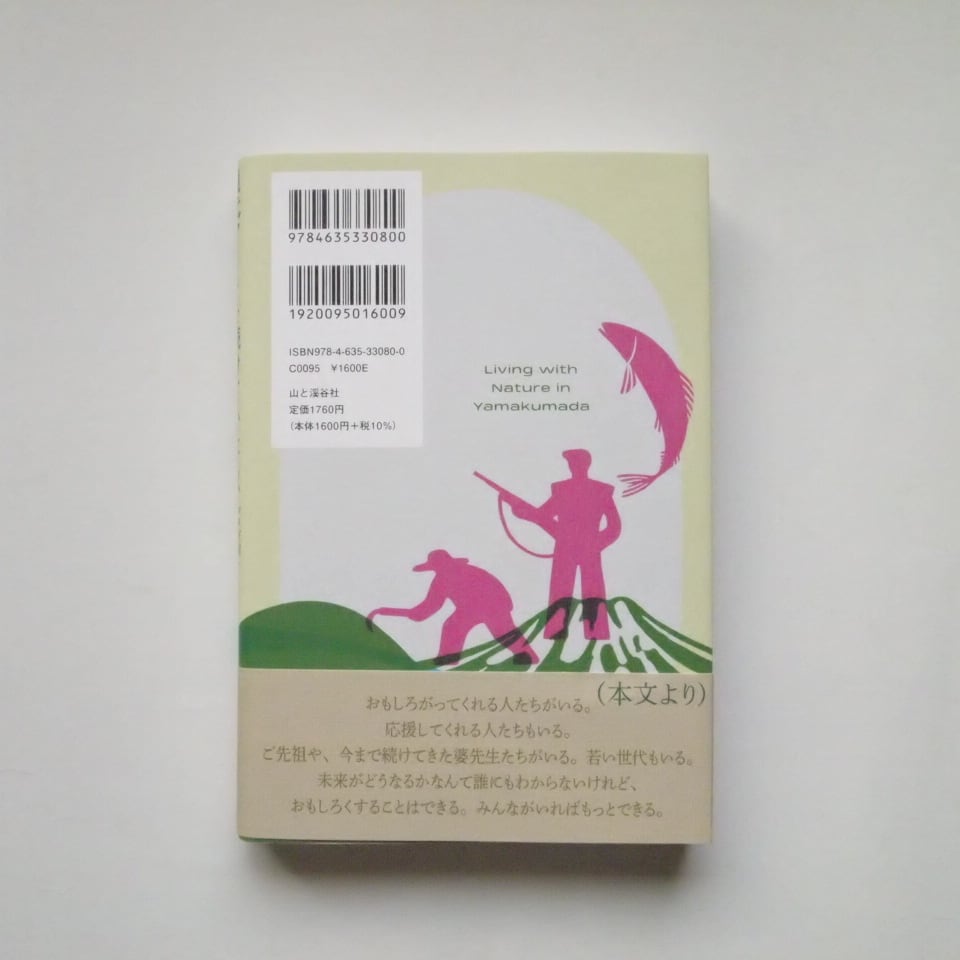 9784635330800
1920095016009
ISBN978-4-635-33080-0
C0095 ¥1600E
山と溪谷社
定価1760円
（本体1600円＋税10%）
Living with
Nature in
Yamakumada
おもしろがってくれる人たちがいる。
応援してくれる人たちもいる。
ご先祖や、今まで続けてきた婆先生たちがいる。若い世代もいる。
未来がどうなるかなんて誰にもわからないけれど、
おもしろくすることはできる。みんながいればもっとできる。
（本文より）